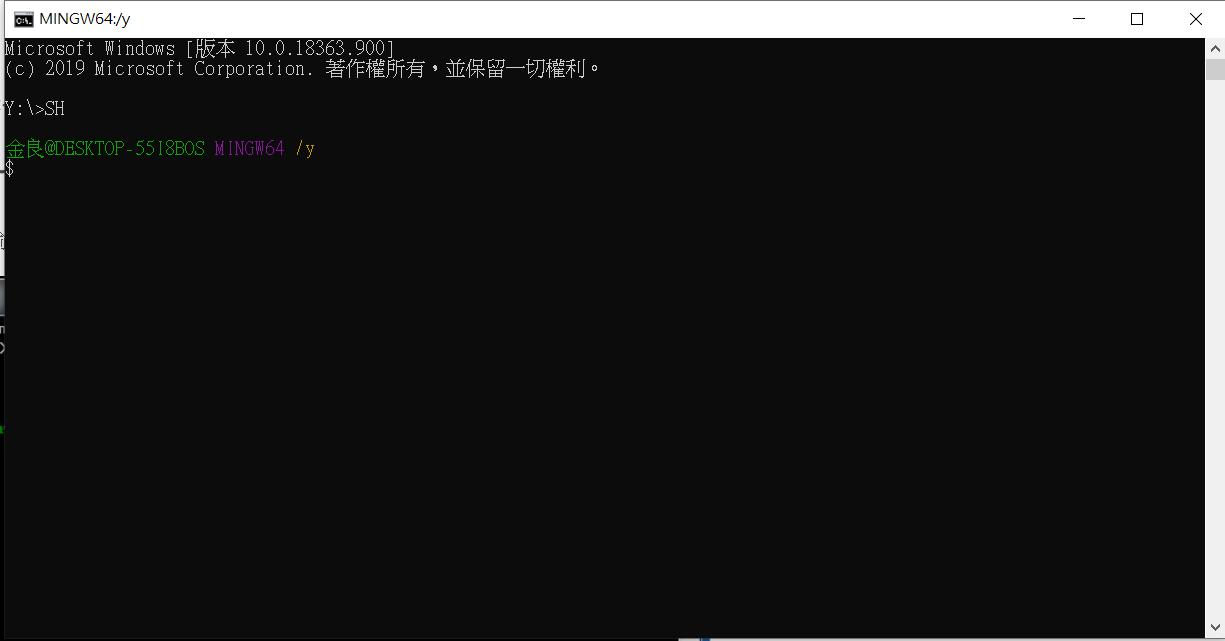 MINGW64:/y
Microsoft Windows [版本 10.0.18363.900]
(c) 2019 Microsoft Corporation. 著作權所有，並保留一切權利。
Y:\>SH
金良@DESKTOP-55I8BOS MINGW64 /y
$